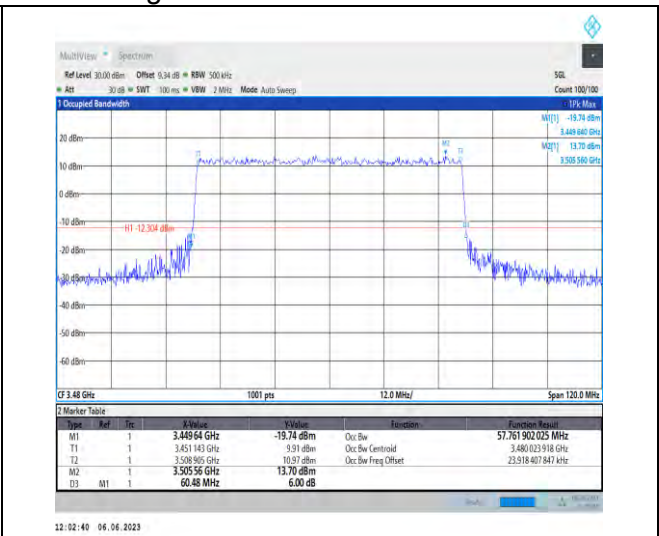 MultiView Spectrum
Ref Level 30.00 dBm Offset 9.34 dB RBW 500 kHz SGL
Att 30 dB SWT 100 ms VBW 2 MHz Mode Auto Sweep Count 100/100
1 Occupied Bandwidth 1Pk Max
M1[1] -19.74 dBm
3.449 640 GHz
M2[1] 13.70 dBm
3.505 560 GHz
20 dBm
M2
T1 T2
10 dBm
0 dBm
-10 dBm
H1 -12.304 dBm
-20 dBm
-30 dBm
-40 dBm
-50 dBm
-60 dBm
CF 3.48 GHz 1001 pts 12.0 MHz/ Span 120.0 MHz
2 Marker Table
Type Ref Trc X-Value Y-Value Function Function Result
M1 1 3.449 64 GHz -19.74 dBm Occ Bw 57.761 902 025 MHz
T1 1 3.451 143 GHz 9.91 dBm Occ Bw Centroid 3.480 023 918 GHz
T2 1 3.508 905 GHz 10.97 dBm Occ Bw Freq Offset 23.918 407 847 kHz
M2 1 3.505 56 GHz 13.70 dBm
D3 M1 1 60.48 MHz 6.00 dB
12:02:40 06.06.2023